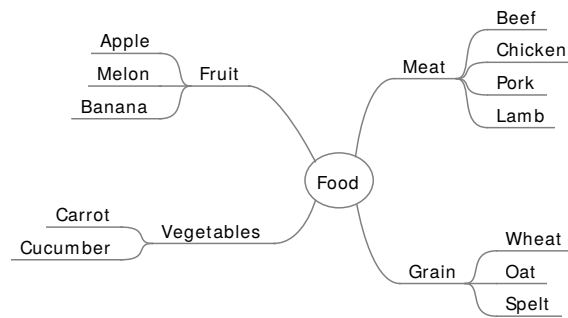 Food
Fruit
Apple
Melon
Banana
Vegetables
Carrot
Cucumber
Meat
Beef
Chicken
Pork
Lamb
Grain
Wheat
Oat
Spelt